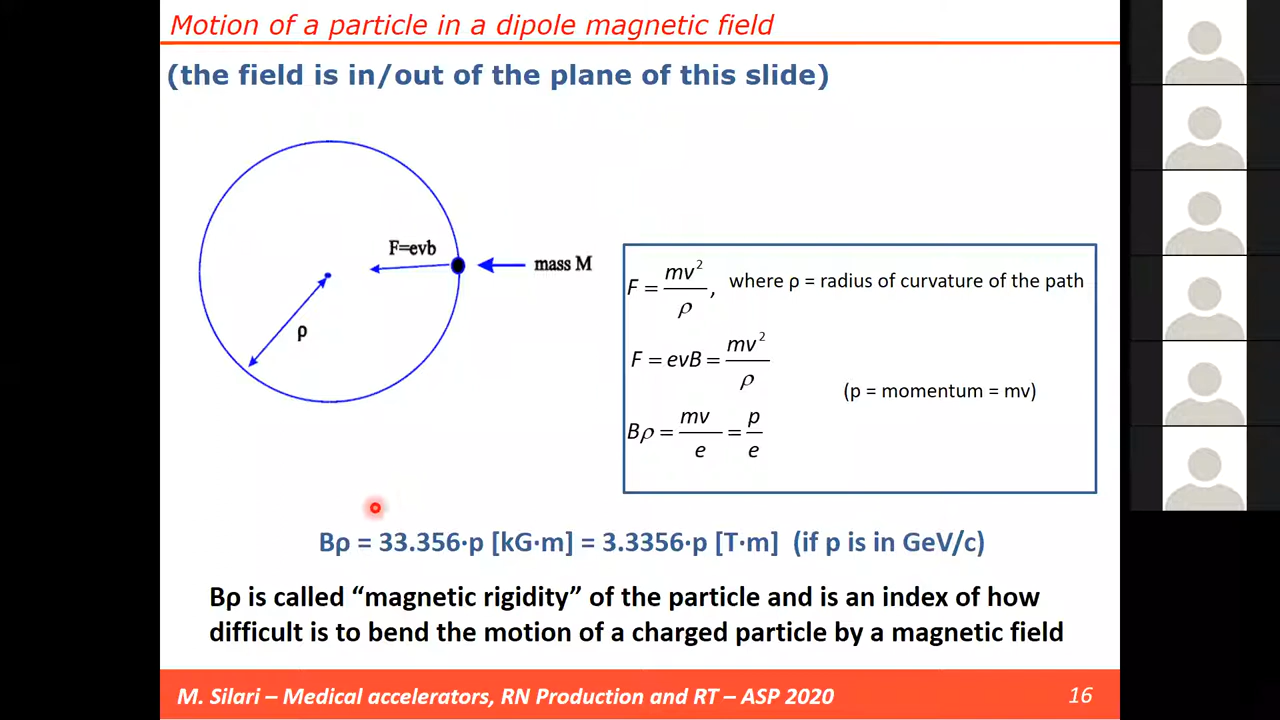 Motion of a particle in a dipole magnetic field
(the field is in/out of the plane of this slide)
F=evb
mass M
ρ
F = mv²/ρ, where ρ = radius of curvature of the path
F = evB = mv²/ρ
(p = momentum = mv)
Bρ = mv/e = p/e
Bρ = 33.356·p [kG·m] = 3.3356·p [T·m] (if p is in GeV/c)
Bρ is called “magnetic rigidity” of the particle and is an index of how
difficult is to bend the motion of a charged particle by a magnetic field
M. Silari – Medical accelerators, RN Production and RT – ASP 2020
16